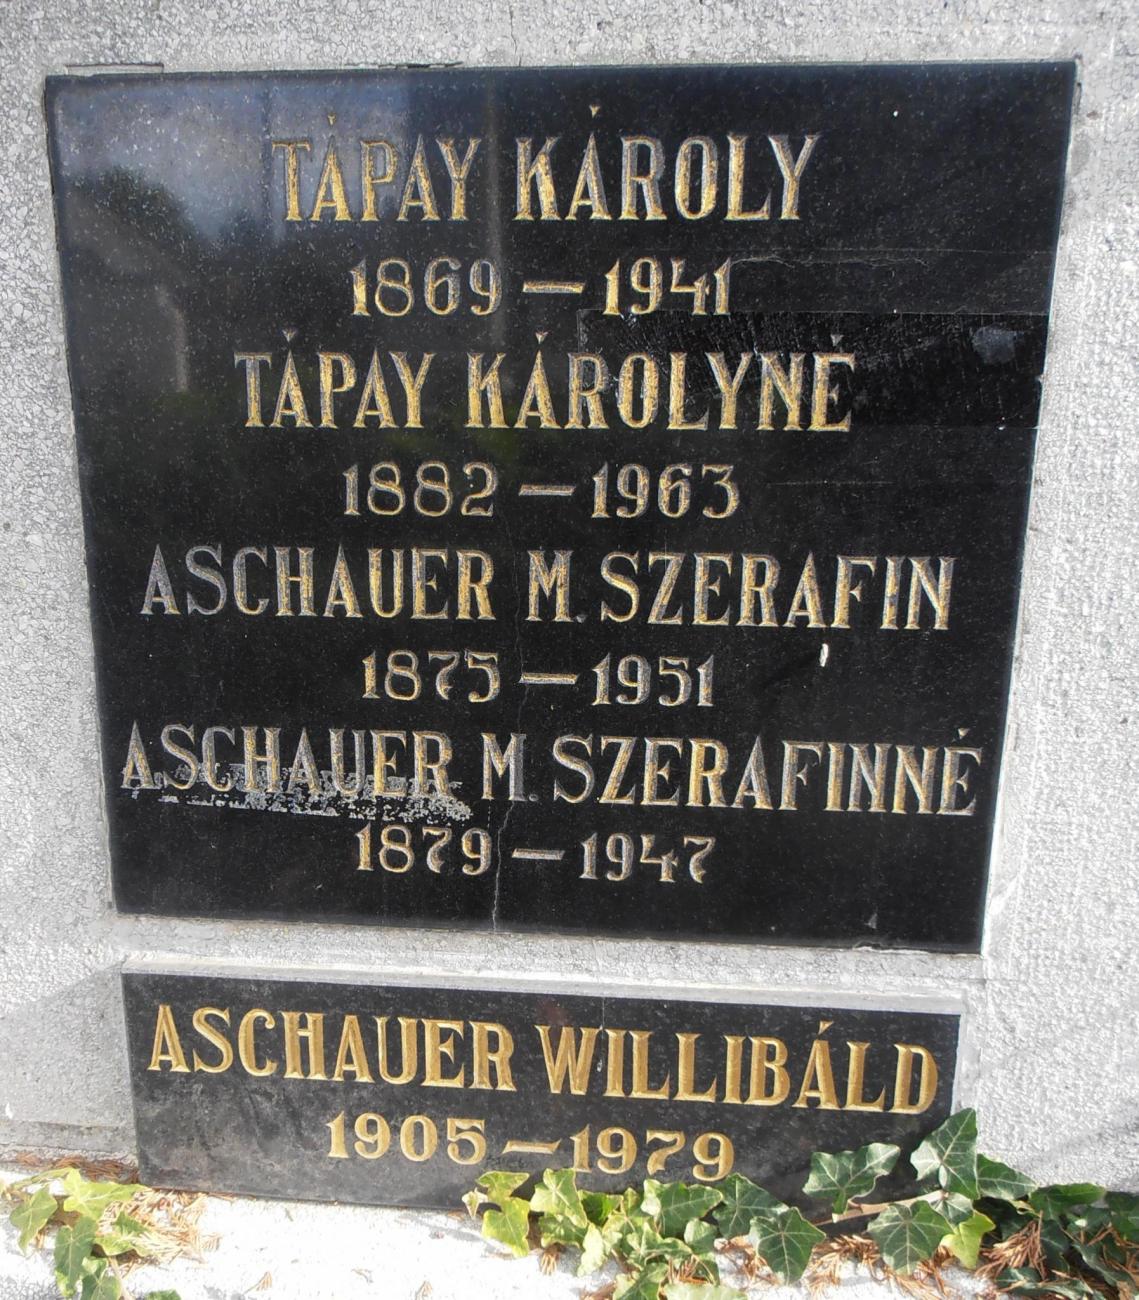 TÁPAY KÁROLY
1869 – 1941
TÁPAY KÁROLYNÉ
1882 – 1963
ASCHAUER M. SZERAFIN
1875 – 1951
ASCHAUER M. SZERAFINNÉ
1879 – 1947
ASCHAUER WILLIBÁLD
1905 – 1979